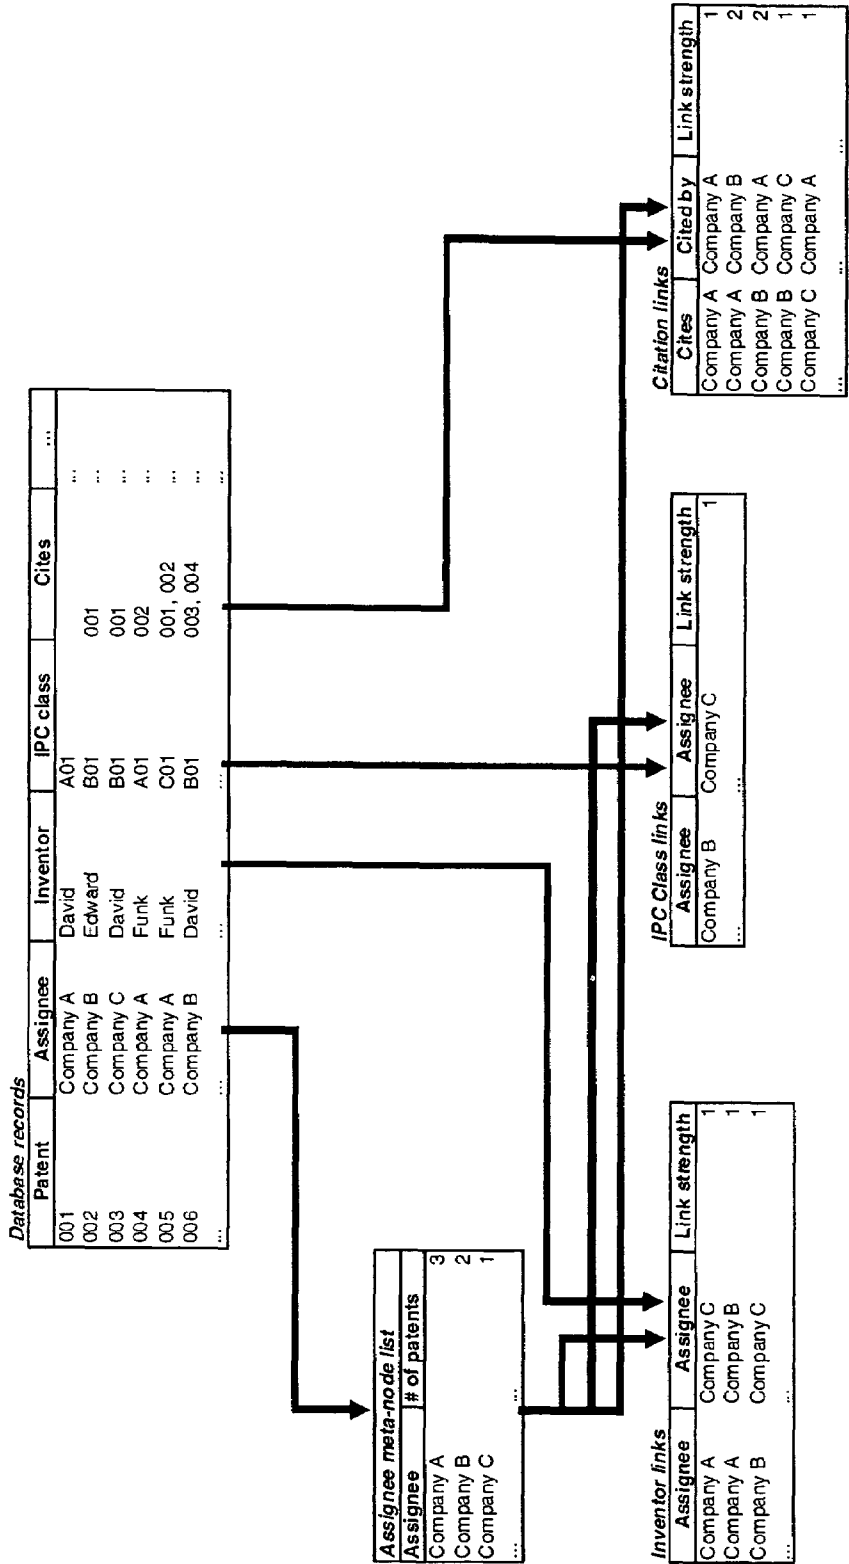 Database records
Patent Assignee Inventor IPC class Cites ...
001 Company A David A01 ...
002 Company B Edward B01 001 ...
003 Company C David B01 001 ...
004 Company A Funk A01 002 ...
005 Company A Funk C01 001, 002 ...
006 Company B David B01 003, 004 ...
... ... ... ... ...
Assignee meta-node list
Assignee # of patents
Company A 3
Company B 2
Company C 1
... ...
Inventor links
Assignee Assignee Link strength
Company A Company C 1
Company A Company B 1
Company B Company C 1
... ...
IPC Class links
Assignee Assignee Link strength
Company B Company C 1
... ...
Citation links
Cites Cited by Link strength
Company A Company A 1
Company A Company B 2
Company B Company A 2
Company B Company C 1
Company C Company A 1
... ... ...